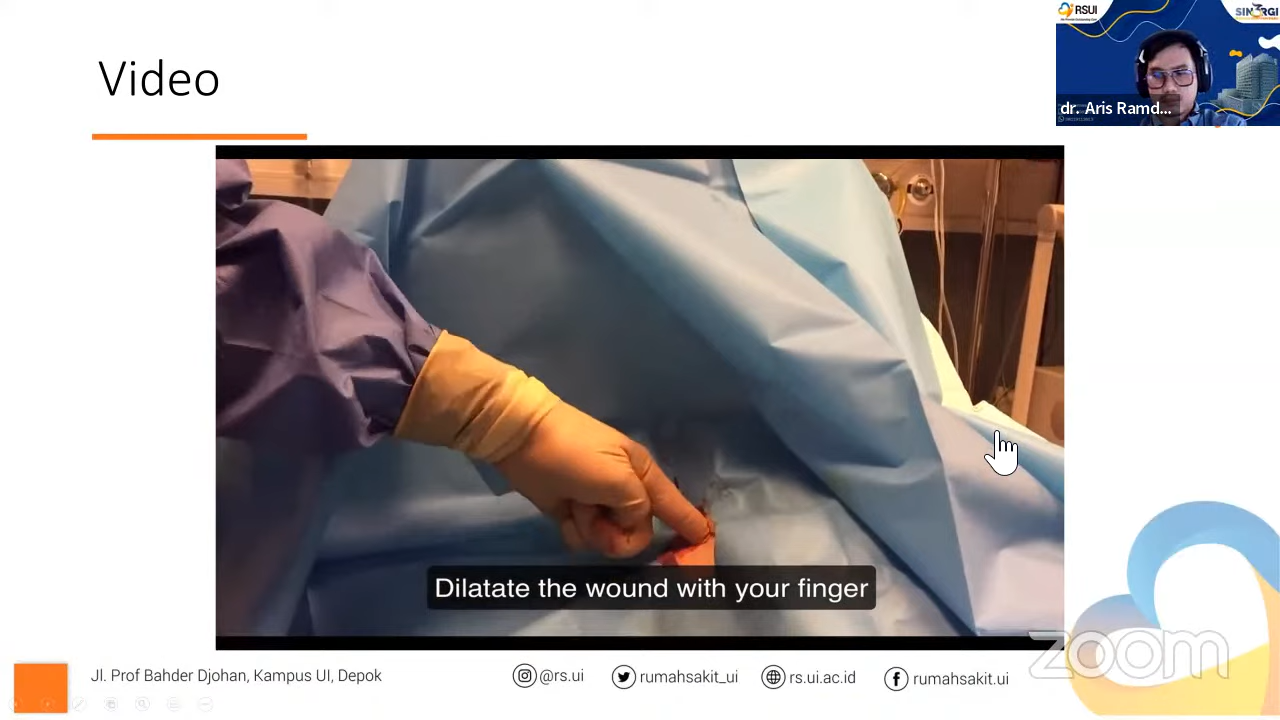 Video
RSUI
SINERGI
dr. Aris Ramd...
Dilatate the wound with your finger
zoom
Jl. Prof Bahder Djohan, Kampus UI, Depok
@rs.ui
rumahsakit_ui
rs.ui.ac.id
rumahsakit.ui